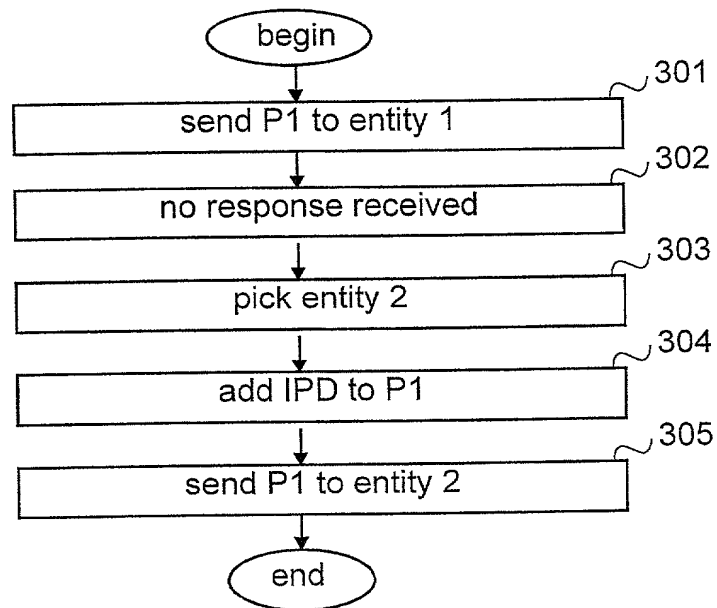 begin
301
send P1 to entity 1
302
no response received
303
pick entity 2
304
add IPD to P1
305
send P1 to entity 2
end